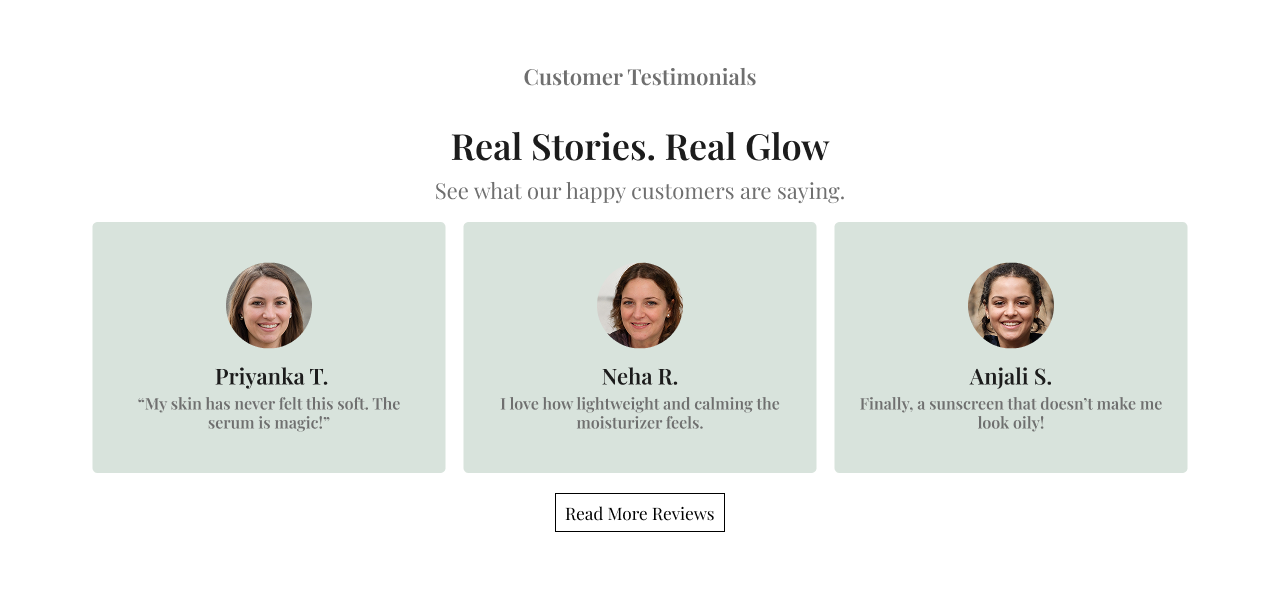 Customer Testimonials
Real Stories. Real Glow
See what our happy customers are saying.
Priyanka T.
“My skin has never felt this soft. The
serum is magic!”
Neha R.
I love how lightweight and calming the
moisturizer feels.
Anjali S.
Finally, a sunscreen that doesn’t make me
look oily!
Read More Reviews